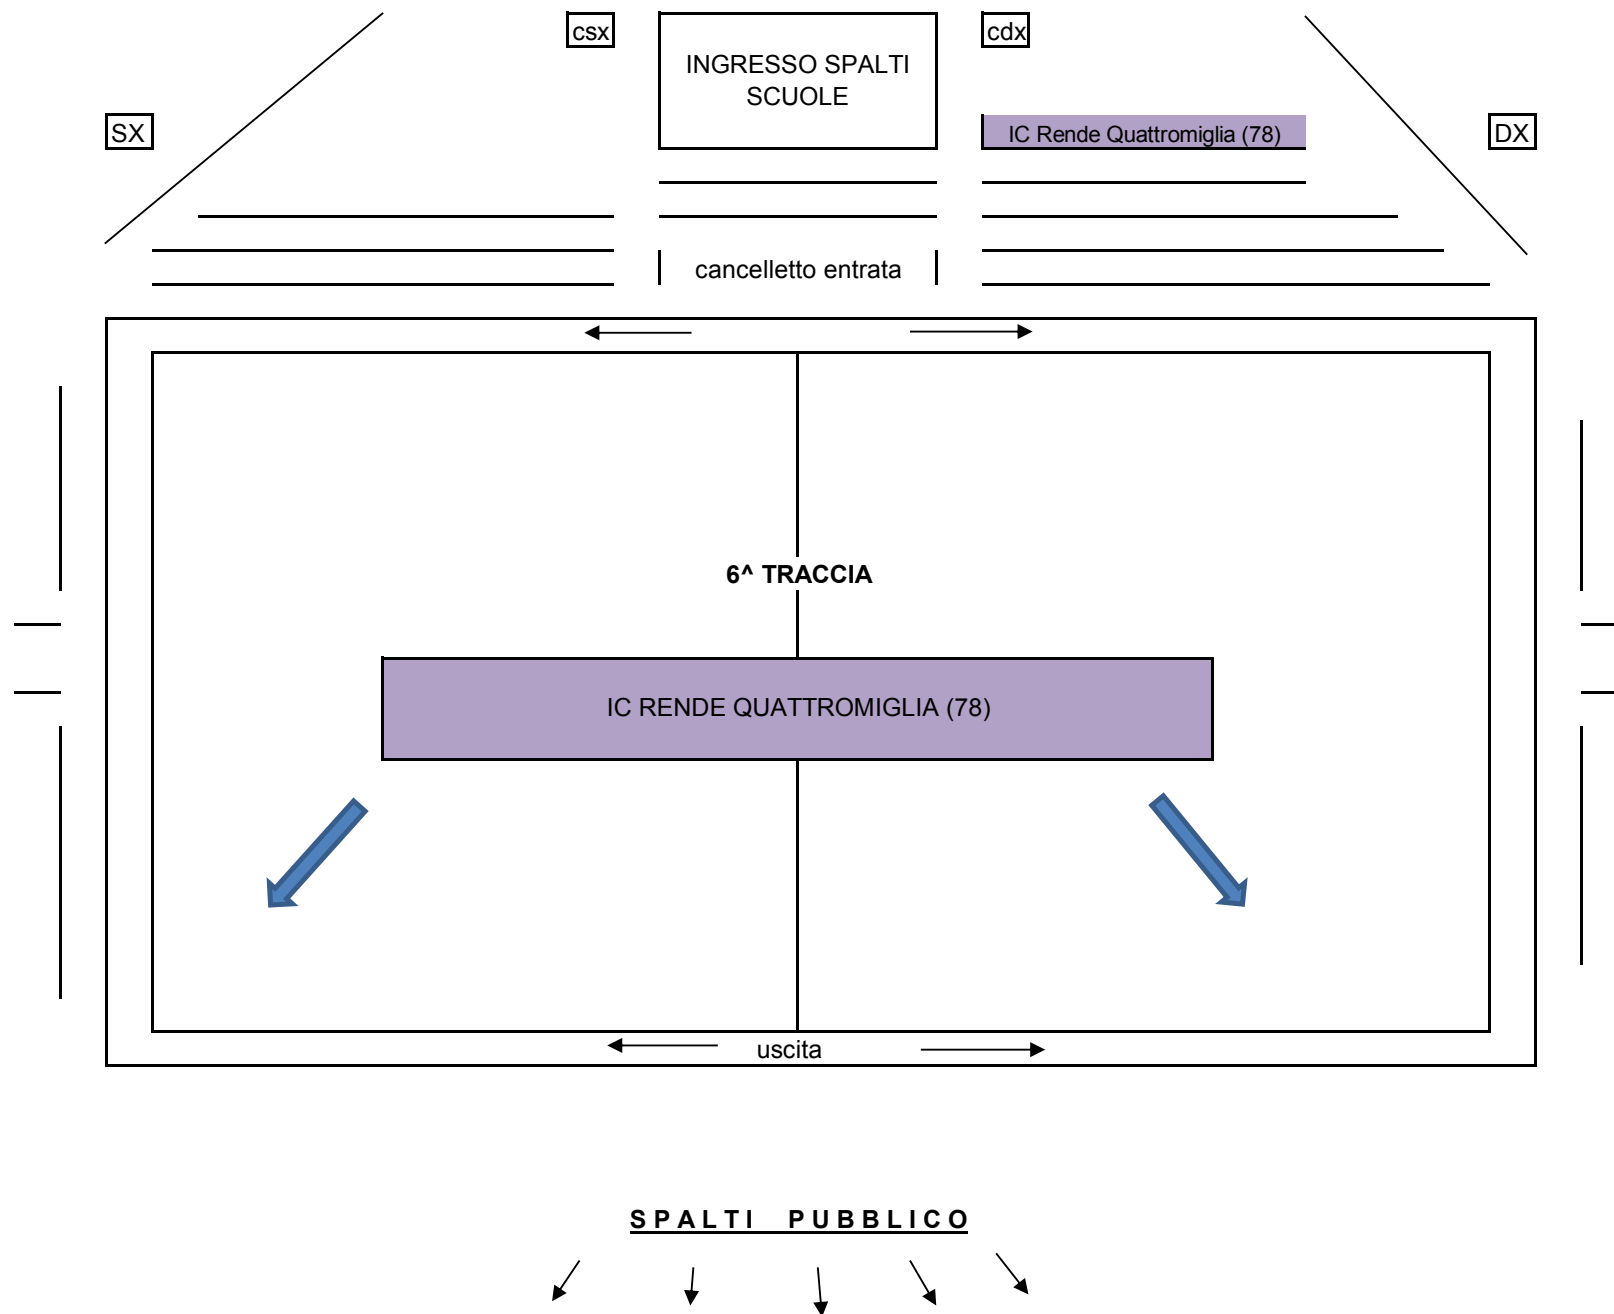 csx
cdx
INGRESSO SPALTI
SCUOLE
SX
IC Rende Quattromiglia (78)
DX
cancelletto entrata
6^ TRACCIA
IC RENDE QUATTROMIGLIA (78)
uscita
SPALTI PUBBLICO